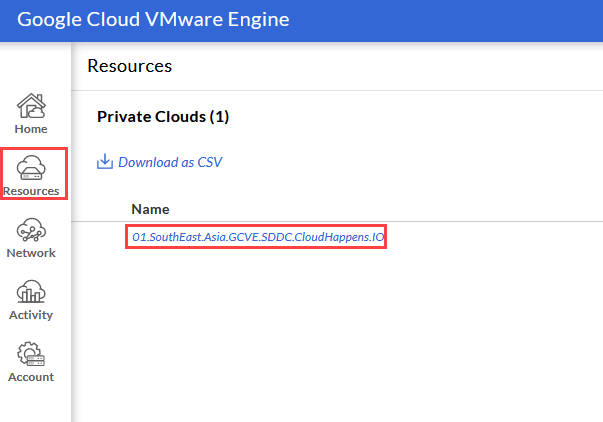 Google Cloud VMware Engine
Resources
Home
Resources
Network
Activity
Account
Private Clouds (1)
Download as CSV
Name
01.SouthEast.Asia.GCVE.SDDC.CloudHappens.IO